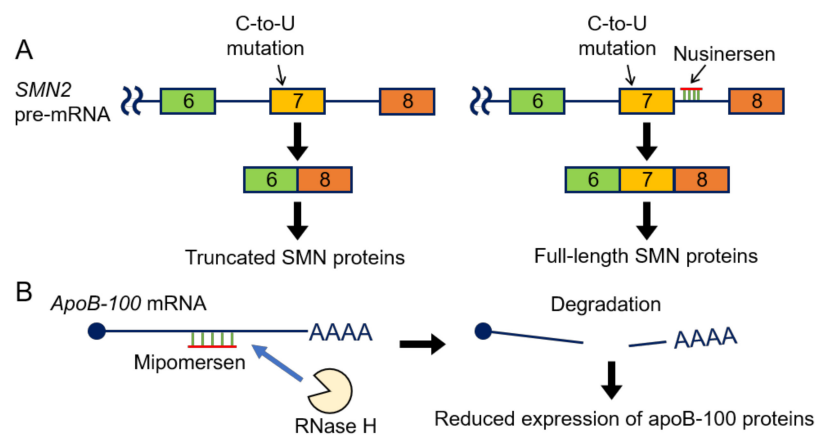 A
C-to-U
mutation
SMN2
pre-mRNA
6
7
8
6 8
Truncated SMN proteins
C-to-U
mutation
Nusinersen
6
7
8
6 7 8
Full-length SMN proteins
B
ApoB-100 mRNA
AAAA
Mipomersen
RNase H
Degradation
AAAA
Reduced expression of apoB-100 proteins